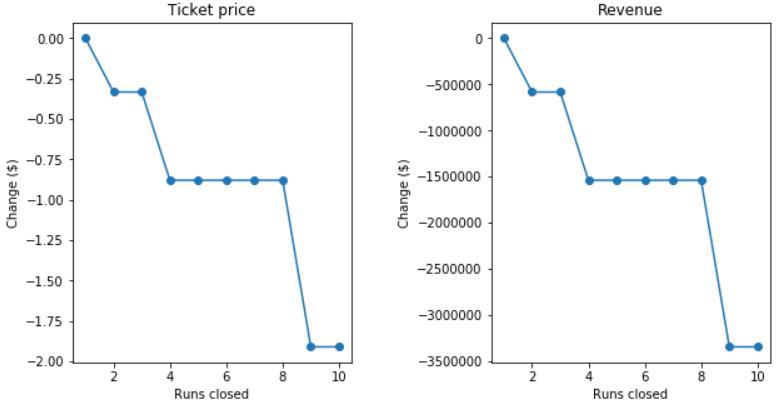 Ticket price
0.00
−0.25
−0.50
−0.75
−1.00
−1.25
−1.50
−1.75
−2.00
Change ($)
2 4 6 8 10
Runs closed
Revenue
0
−500000
−1000000
−1500000
−2000000
−2500000
−3000000
−3500000
Change ($)
2 4 6 8 10
Runs closed